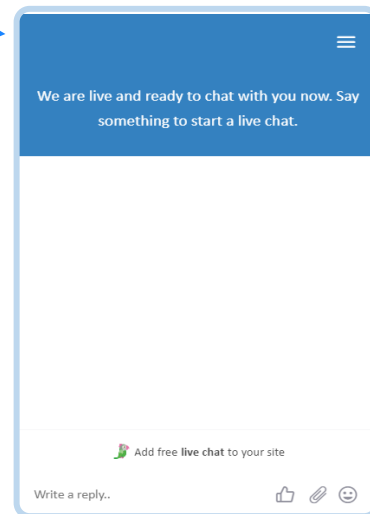 We are live and ready to chat with you now. Say
something to start a live chat.
Add free live chat to your site
Write a reply..